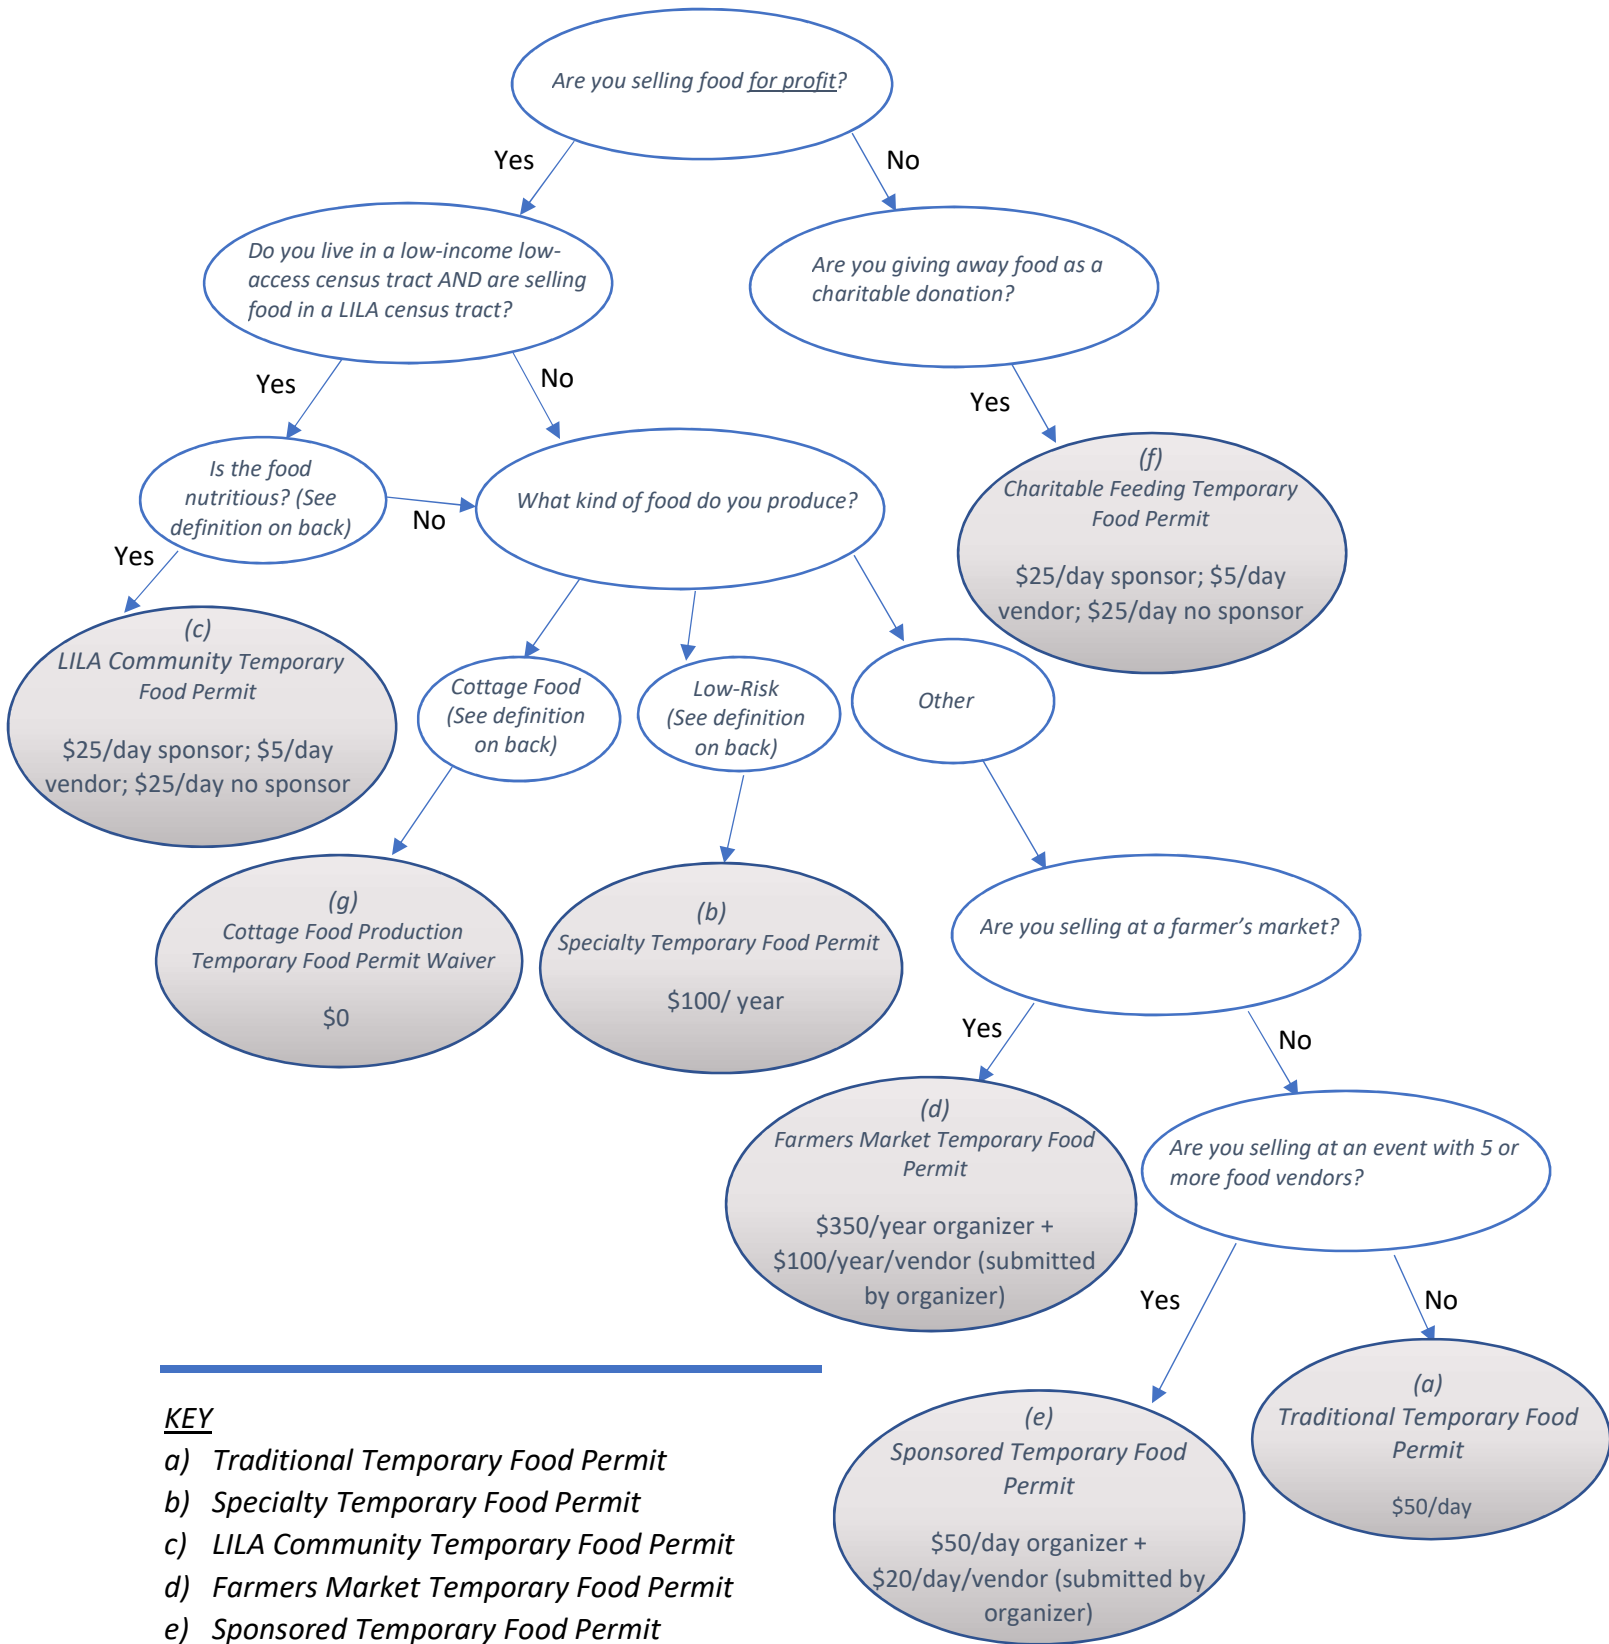 Are you selling food for profit?
Yes
No
Do you live in a low-income low-
access census tract AND are selling
food in a LILA census tract?
Are you giving away food as a
charitable donation?
Yes
No
Yes
Is the food
nutritious? (See
definition on back)
No
What kind of food do you produce?
(f)
Charitable Feeding Temporary
Food Permit
$25/day sponsor; $5/day
vendor; $25/day no sponsor
Yes
(c)
LILA Community Temporary
Food Permit
$25/day sponsor; $5/day
vendor; $25/day no sponsor
Cottage Food
(See definition
on back)
Low-Risk
(See definition
on back)
Other
(g)
Cottage Food Production
Temporary Food Permit Waiver
$0
(b)
Specialty Temporary Food Permit
$100/ year
Are you selling at a farmer’s market?
Yes
No
(d)
Farmers Market Temporary Food
Permit
$350/year organizer +
$100/year/vendor (submitted
by organizer)
Are you selling at an event with 5 or
more food vendors?
Yes
No
(e)
Sponsored Temporary Food
Permit
$50/day organizer +
$20/day/vendor (submitted by
organizer)
(a)
Traditional Temporary Food
Permit
$50/day
KEY
a) Traditional Temporary Food Permit
b) Specialty Temporary Food Permit
c) LILA Community Temporary Food Permit
d) Farmers Market Temporary Food Permit
e) Sponsored Temporary Food Permit